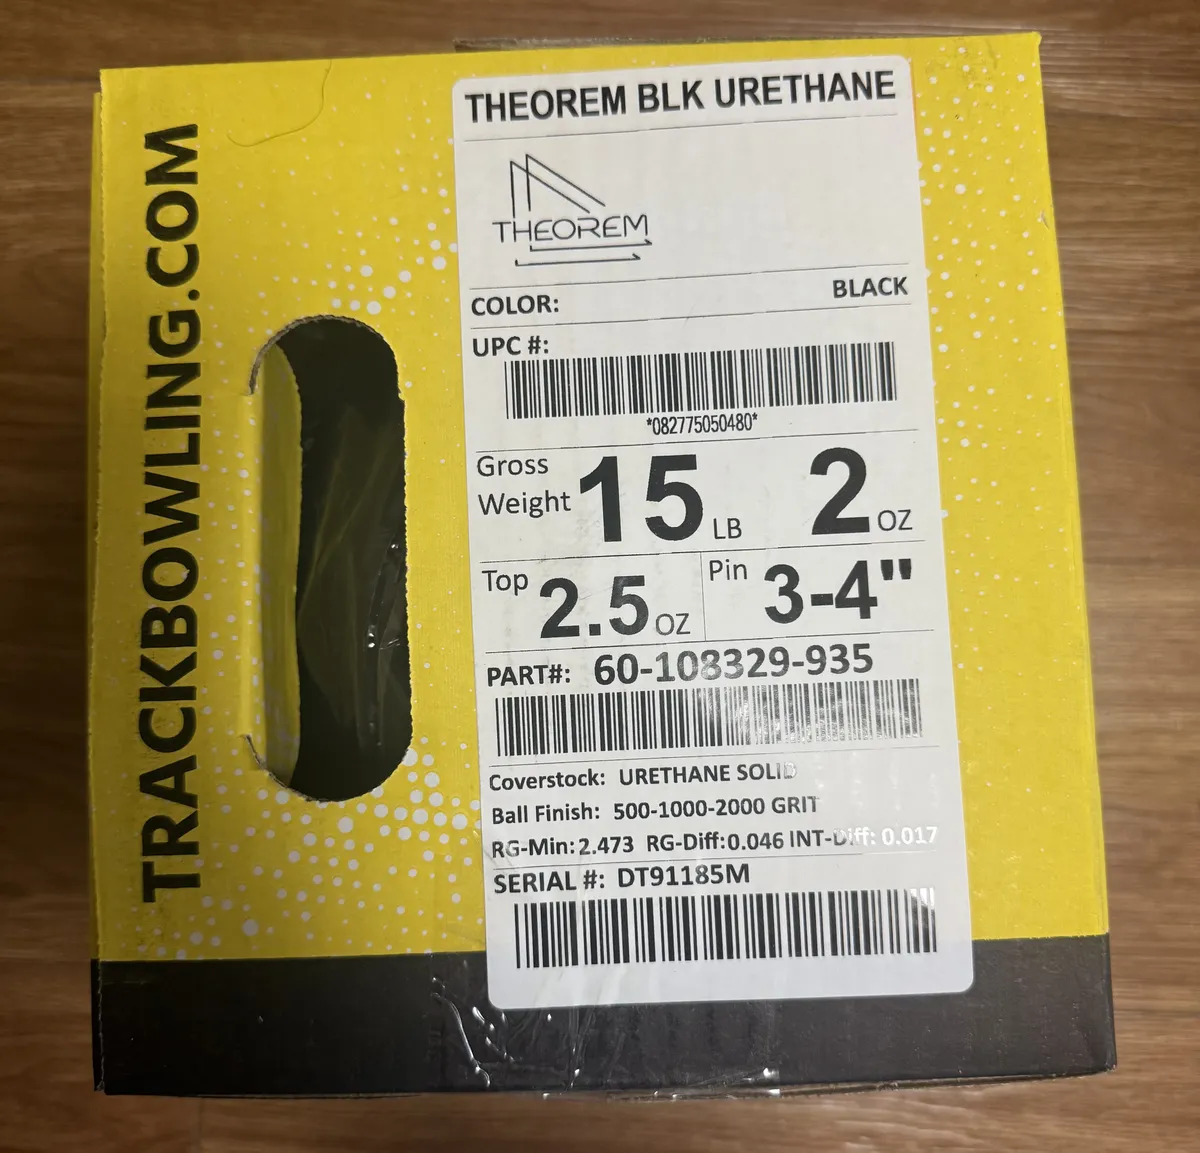 TRACKBOWLING.COM
THEOREM BLK URETHANE
THEOREM
COLOR: BLACK
UPC #:
*082775050480*
Gross Weight 15 LB 2 OZ
Top 2.5 OZ Pin 3-4"
PART#: 60-108329-935
Coverstock: URETHANE SOLID
Ball Finish: 500-1000-2000 GRIT
RG-Min: 2.473 RG-Diff: 0.046 INT-Diff: 0.017
SERIAL #: DT91185M